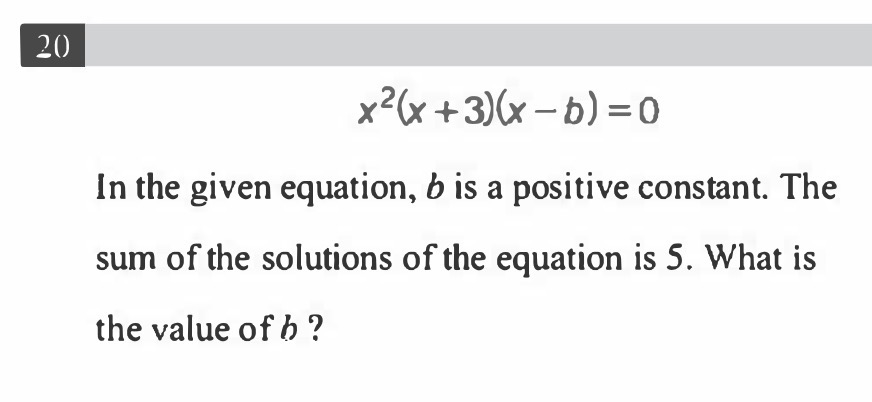 20
x²(x + 3)(x − b) = 0
In the given equation, b is a positive constant. The
sum of the solutions of the equation is 5. What is
the value of b ?